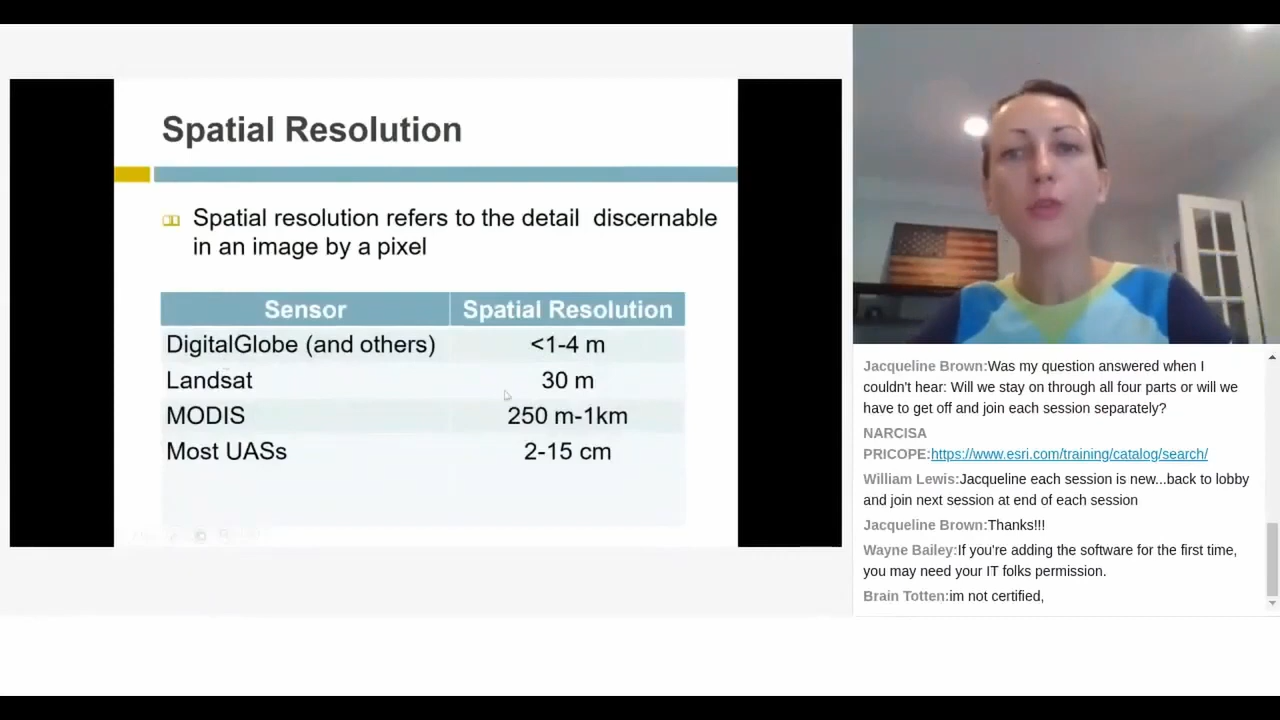 Spatial Resolution
Spatial resolution refers to the detail discernable
in an image by a pixel
Sensor Spatial Resolution
DigitalGlobe (and others) <1-4 m
Landsat 30 m
MODIS 250 m-1km
Most UASs 2-15 cm
Jacqueline Brown:Was my question answered when I
couldn't hear: Will we stay on through all four parts or will we
have to get off and join each session separately?
NARCISA
PRICOPE:https://www.esri.com/training/catalog/search/
William Lewis:Jacqueline each session is new...back to lobby
and join next session at end of each session
Jacqueline Brown:Thanks!!!
Wayne Bailey:If you're adding the software for the first time,
you may need your IT folks permission.
Brain Totten:im not certified,